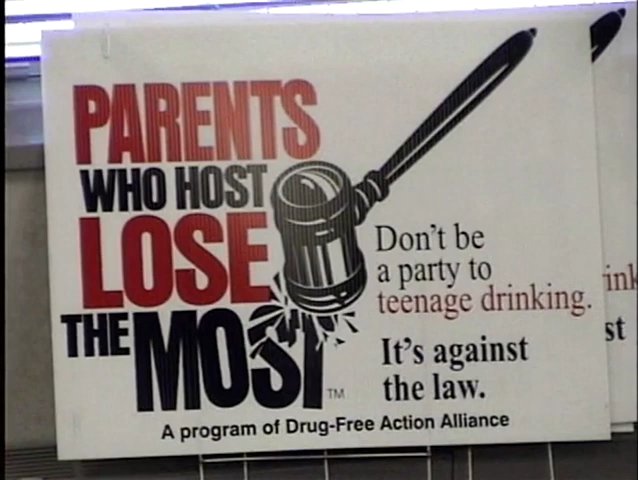 PARENTS
WHO HOST
LOSE
THE MOST
TM
Don't be
a party to
teenage drinking.
It's against
the law.
A program of Drug-Free Action Alliance
ink
st